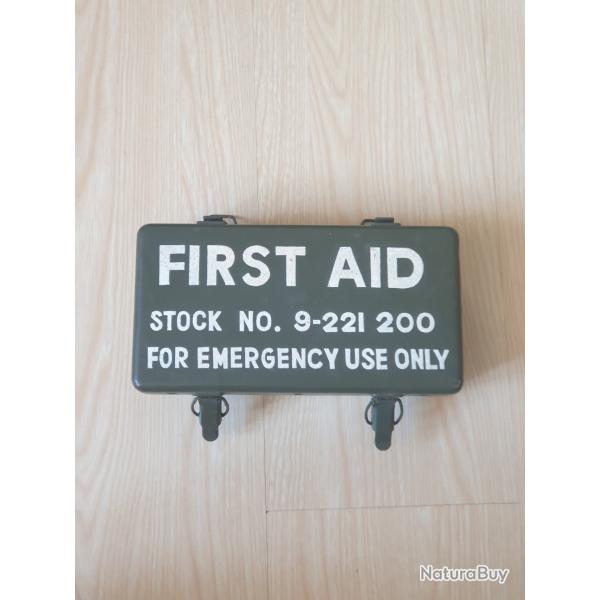 FIRST AID
STOCK NO. 9-221 200
FOR EMERGENCY USE ONLY
NaturaBuy